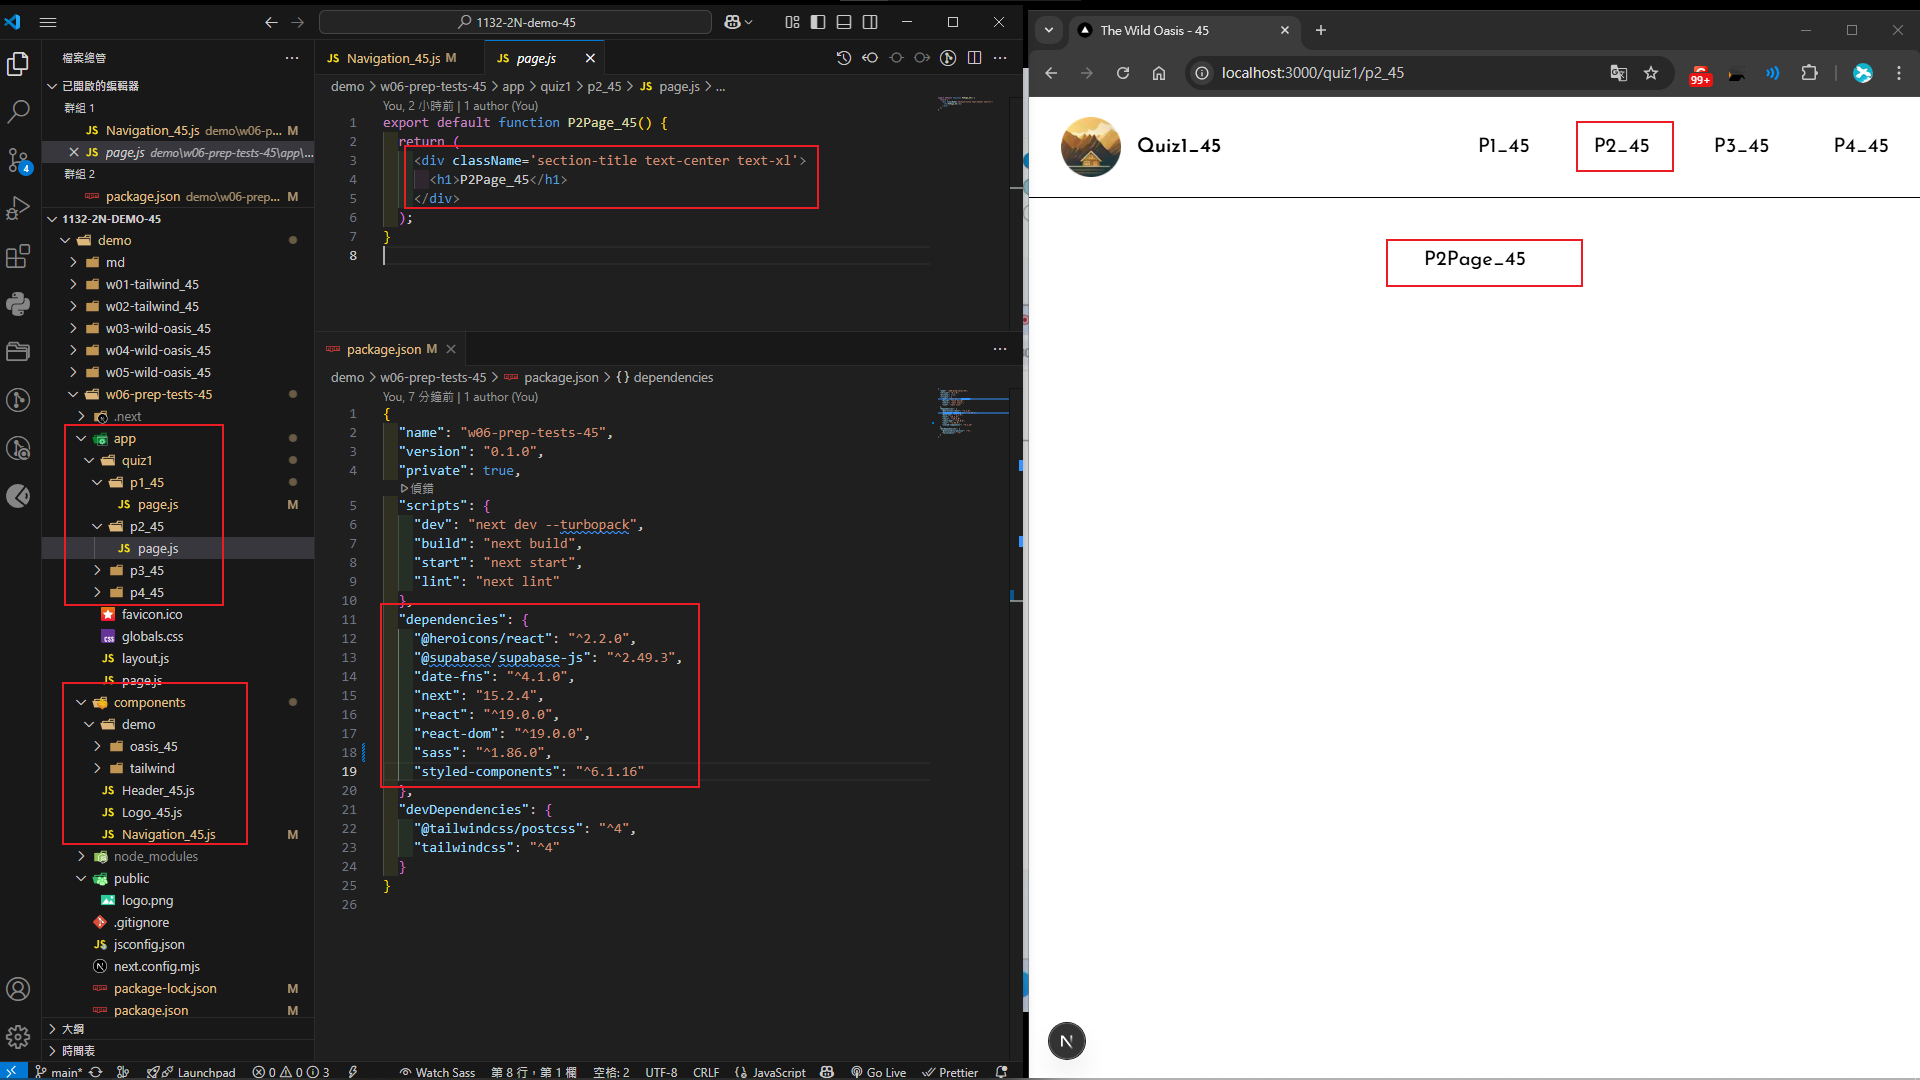 1132-2N-demo-45
檔案總管
已開啟的編輯器
群組 1
Navigation_45.js demo\w06-p... M
page.js demo\w06-prep-tests-45\app\...
群組 2
package.json demo\w06-prep... M
1132-2N-DEMO-45
demo
md
w01-tailwind_45
w02-tailwind_45
w03-wild-oasis_45
w04-wild-oasis_45
w05-wild-oasis_45
w06-prep-tests-45
.next
app
quiz1
p1_45
page.js M
p2_45
page.js
p3_45
p4_45
favicon.ico
globals.css
layout.js
page.js
components
demo
oasis_45
tailwind
Header_45.js
Logo_45.js
Navigation_45.js M
node_modules
public
logo.png
.gitignore
jsconfig.json
next.config.mjs
package-lock.json M
package.json M
大綱
時間表
4
Navigation_45.js M
page.js
demo > w06-prep-tests-45 > app > quiz1 > p2_45 > JS page.js > ...
You, 2 小時前 | 1 author (You)
1 export default function P2Page_45() {
2 return (
3 <div className='section-title text-center text-xl'>
4 <h1>P2Page_45</h1>
5 </div>
6 );
7 }
8
package.json M
demo > w06-prep-tests-45 > package.json > {} dependencies
You, 7 分鐘前 | 1 author (You)
1 {
2 "name": "w06-prep-tests-45",
3 "version": "0.1.0",
4 "private": true,
偵錯
5 "scripts": {
6 "dev": "next dev --turbopack",
7 "build": "next build",
8 "start": "next start",
9 "lint": "next lint"
10 },
11 "dependencies": {
12 "@heroicons/react": "^2.2.0",
13 "@supabase/supabase-js": "^2.49.3",
14 "date-fns": "^4.1.0",
15 "next": "15.2.4",
16 "react": "^19.0.0",
17 "react-dom": "^19.0.0",
18 "sass": "^1.86.0",
19 "styled-components": "^6.1.16"
20 },
21 "devDependencies": {
22 "@tailwindcss/postcss": "^4",
23 "tailwindcss": "^4"
24 }
25 }
26
main* Launchpad 0 0 3 Watch Sass 第 8 行，第 1 欄 空格: 2 UTF-8 CRLF {} JavaScript Go Live Prettier
The Wild Oasis - 45
localhost:3000/quiz1/p2_45
99+
Quiz1_45 P1_45 P2_45 P3_45 P4_45
P2Page_45
N